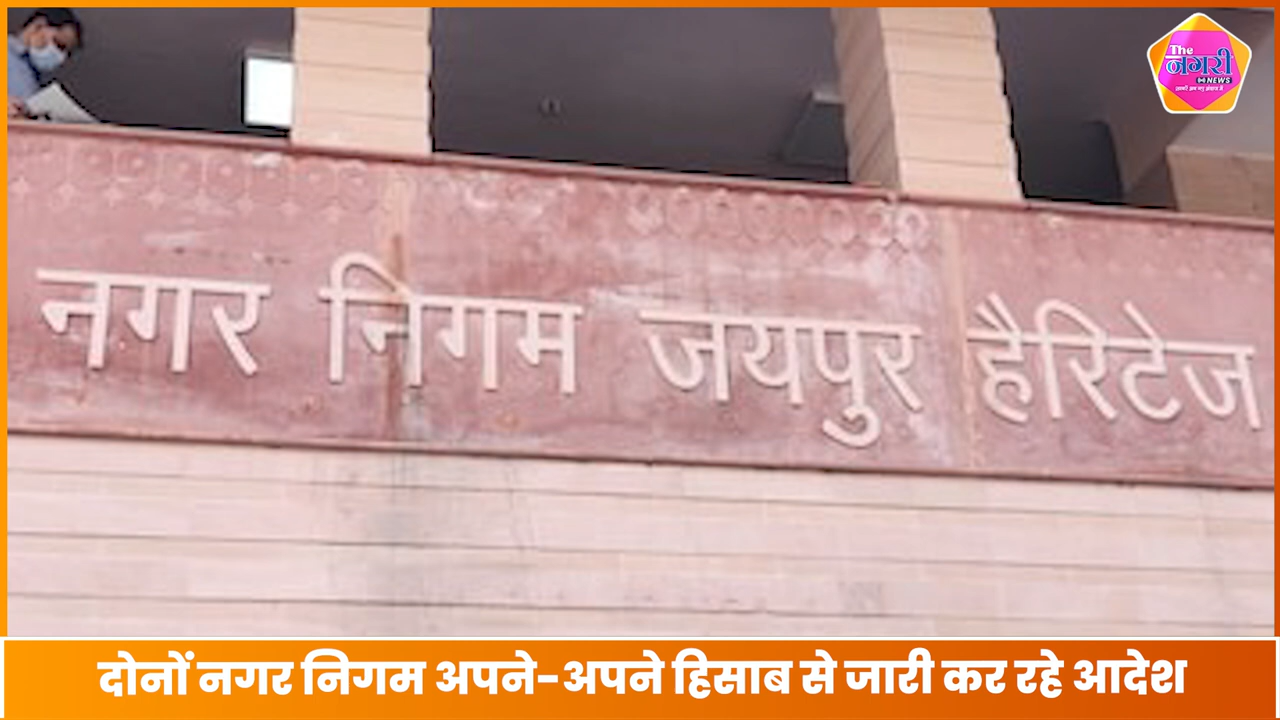 The
नगरी
NEWS
नगर निगम जयपुर हैरिटेज
दोनों नगर निगम अपने-अपने हिसाब से जारी कर रहे आदेश